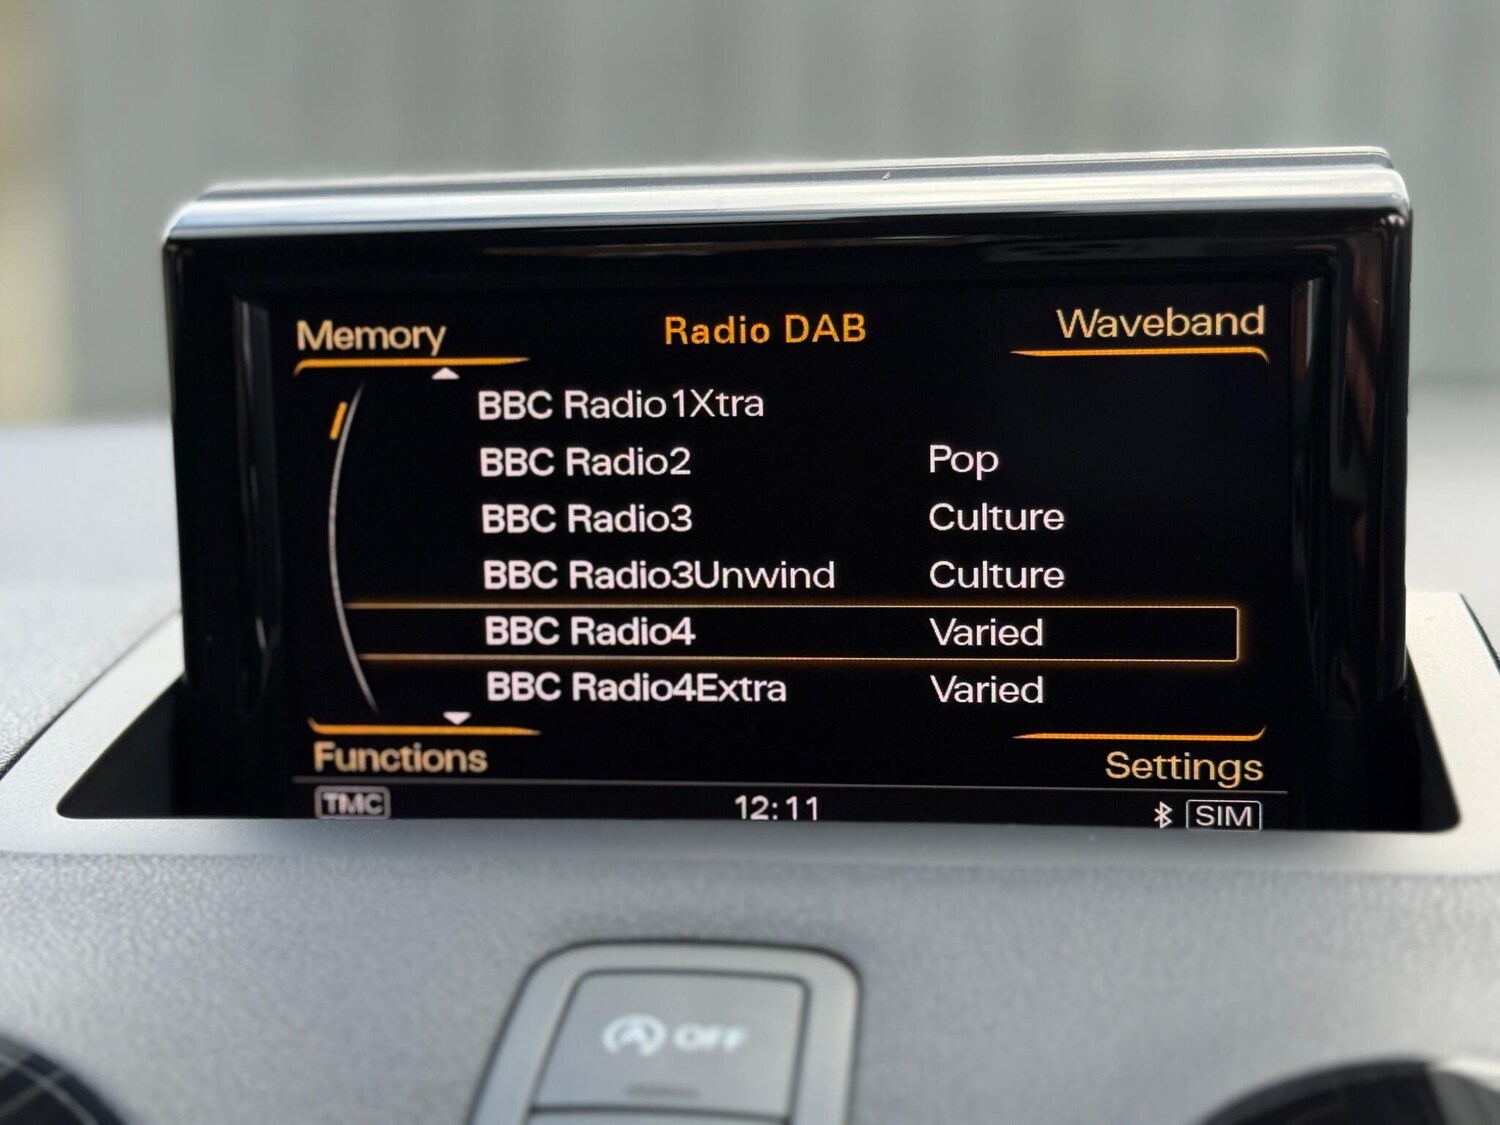 Memory Radio DAB Waveband
BBC Radio1Xtra
BBC Radio2 Pop
BBC Radio3 Culture
BBC Radio3Unwind Culture
BBC Radio4 Varied
BBC Radio4Extra Varied
Functions Settings
TMC 12:11 SIM
A OFF